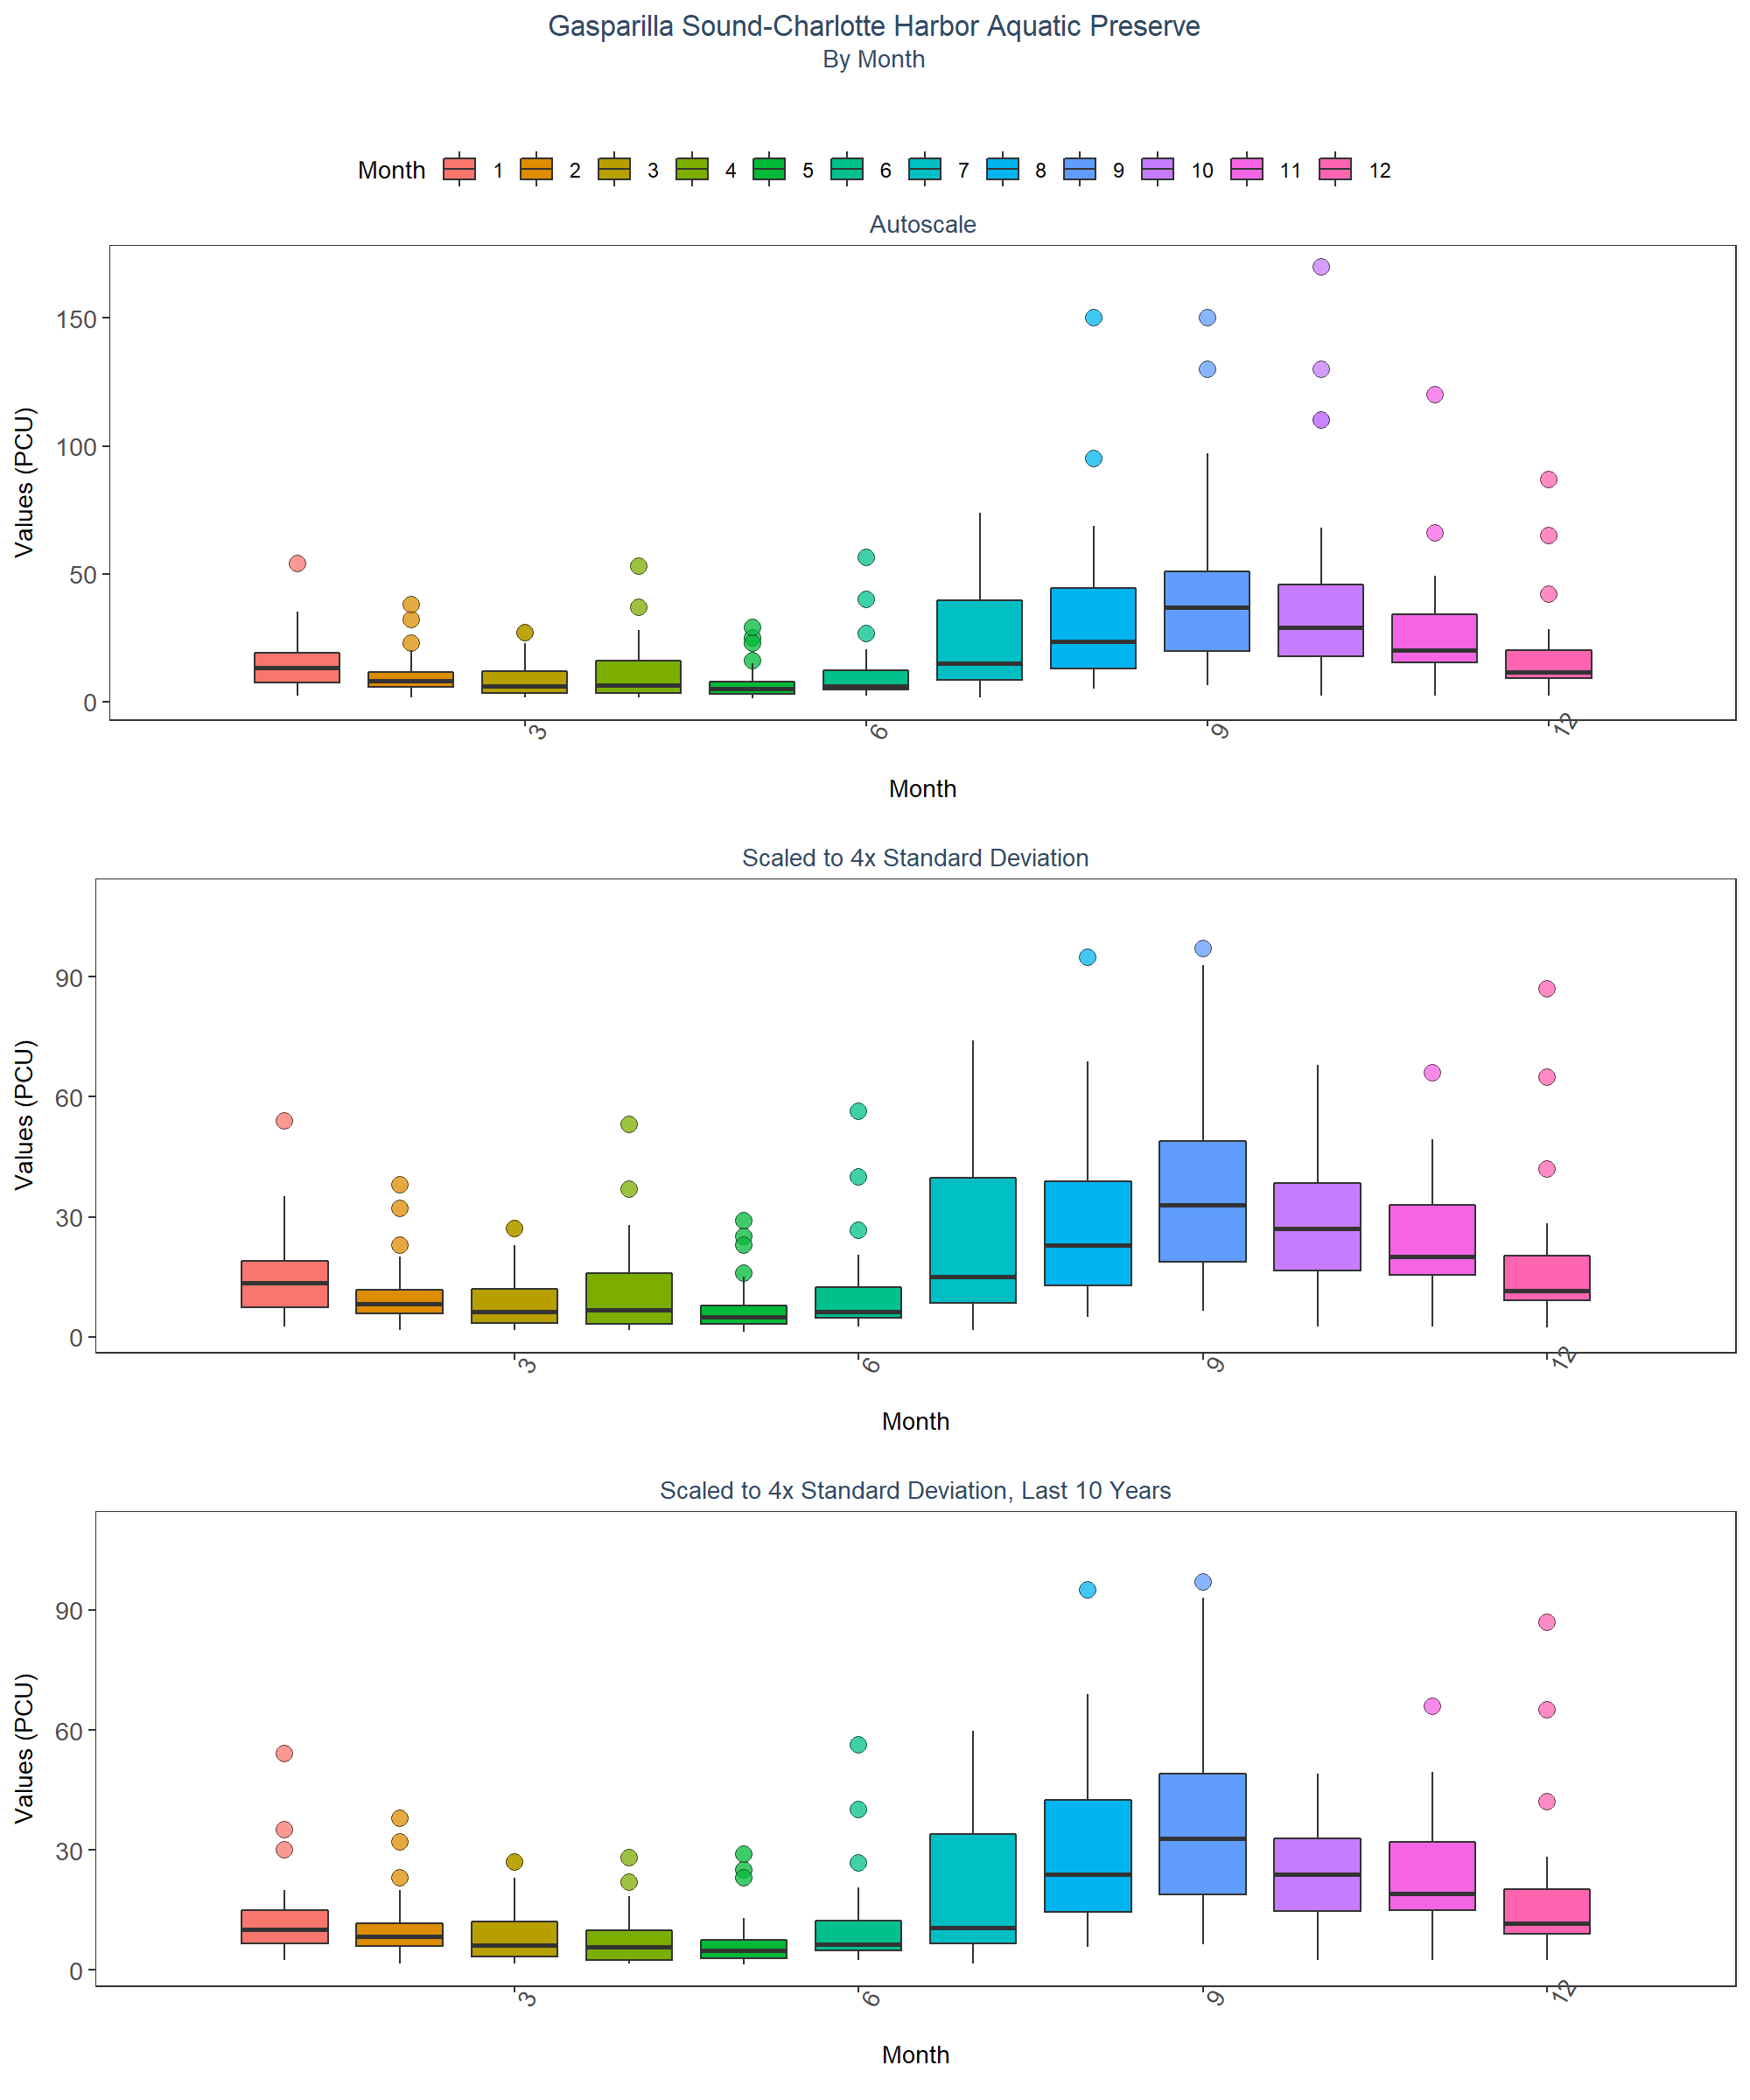 Gasparilla Sound-Charlotte Harbor Aquatic Preserve
By Month
Month 1 2 3 4 5 6 7 8 9 10 11 12
Autoscale
Values (PCU)
150
100
50
0
3 6 9 12
Month
Scaled to 4x Standard Deviation
Values (PCU)
90
60
30
0
3 6 9 12
Month
Scaled to 4x Standard Deviation, Last 10 Years
Values (PCU)
90
60
30
0
3 6 9 12
Month